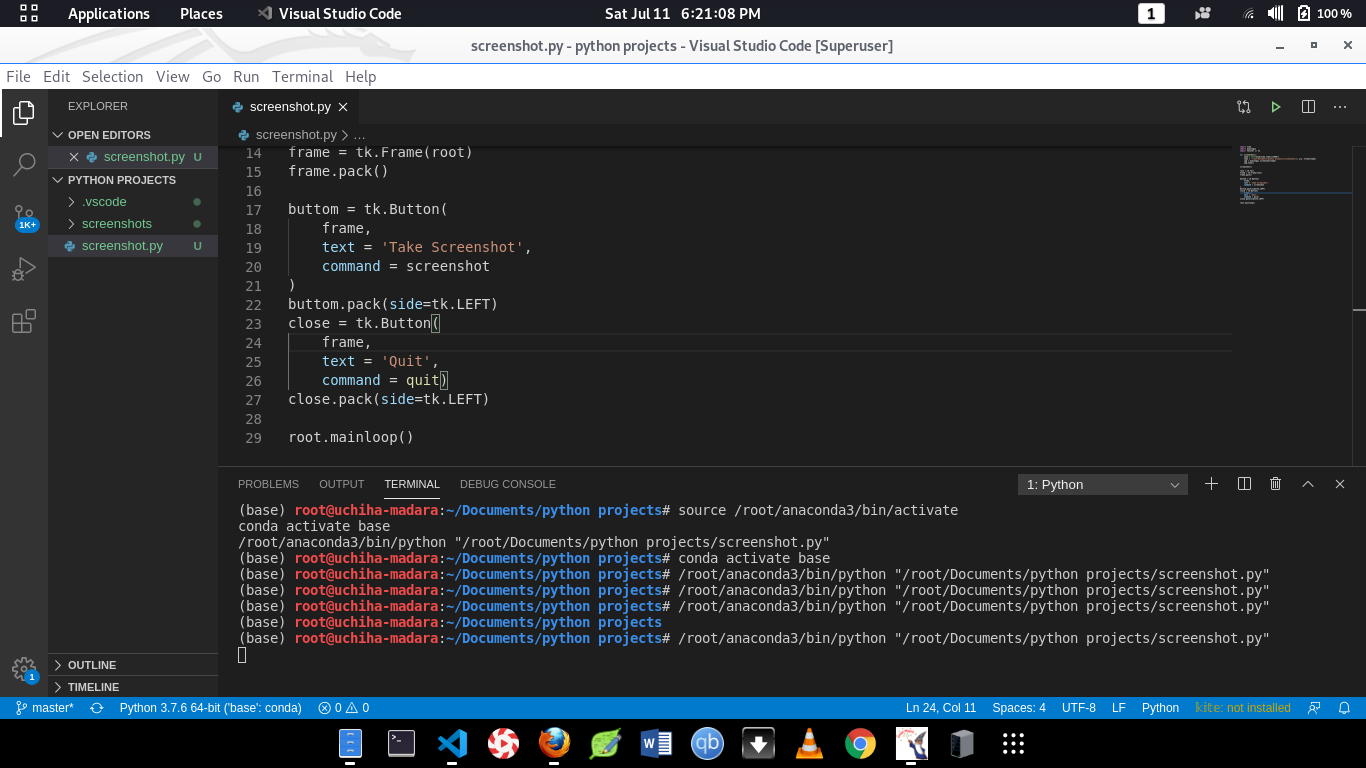 Applications Places Visual Studio Code Sat Jul 11 6:21:08 PM 1 100 %
screenshot.py - python projects - Visual Studio Code [Superuser]
File Edit Selection View Go Run Terminal Help
EXPLORER
OPEN EDITORS
screenshot.py U
PYTHON PROJECTS
.vscode
screenshots
screenshot.py U
1K+
OUTLINE
TIMELINE
1
screenshot.py
screenshot.py > ...
14 frame = tk.Frame(root)
15 frame.pack()
16
17 buttom = tk.Button(
18     frame,
19     text = 'Take Screenshot',
20     command = screenshot
21 )
22 buttom.pack(side=tk.LEFT)
23 close = tk.Button(
24     frame,
25     text = 'Quit',
26     command = quit)
27 close.pack(side=tk.LEFT)
28
29 root.mainloop()
PROBLEMS OUTPUT TERMINAL DEBUG CONSOLE 1: Python
(base) root@uchiha-madara:~/Documents/python projects# source /root/anaconda3/bin/activate
conda activate base
/root/anaconda3/bin/python "/root/Documents/python projects/screenshot.py"
(base) root@uchiha-madara:~/Documents/python projects# conda activate base
(base) root@uchiha-madara:~/Documents/python projects# /root/anaconda3/bin/python "/root/Documents/python projects/screenshot.py"
(base) root@uchiha-madara:~/Documents/python projects# /root/anaconda3/bin/python "/root/Documents/python projects/screenshot.py"
(base) root@uchiha-madara:~/Documents/python projects# /root/anaconda3/bin/python "/root/Documents/python projects/screenshot.py"
(base) root@uchiha-madara:~/Documents/python projects
(base) root@uchiha-madara:~/Documents/python projects# /root/anaconda3/bin/python "/root/Documents/python projects/screenshot.py"
master* Python 3.7.6 64-bit ('base': conda) 0 0 Ln 24, Col 11 Spaces: 4 UTF-8 LF Python kite: not installed
W qb